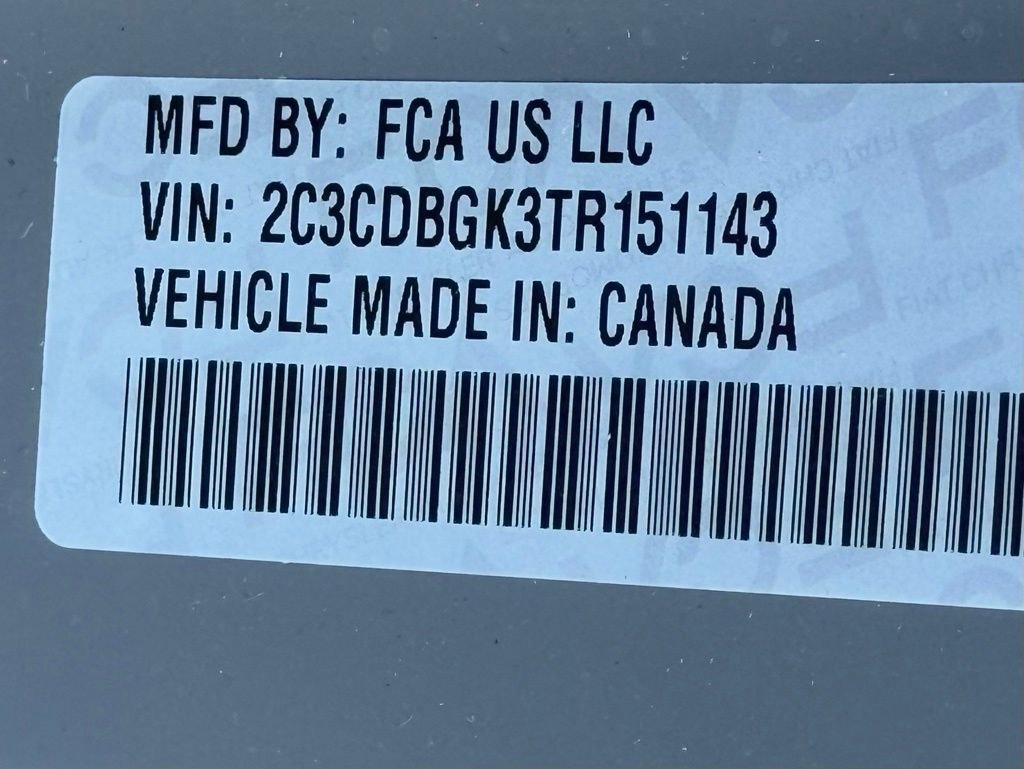 MFD BY: FCA US LLC
VIN: 2C3CDBGK3TR151143
VEHICLE MADE IN: CANADA